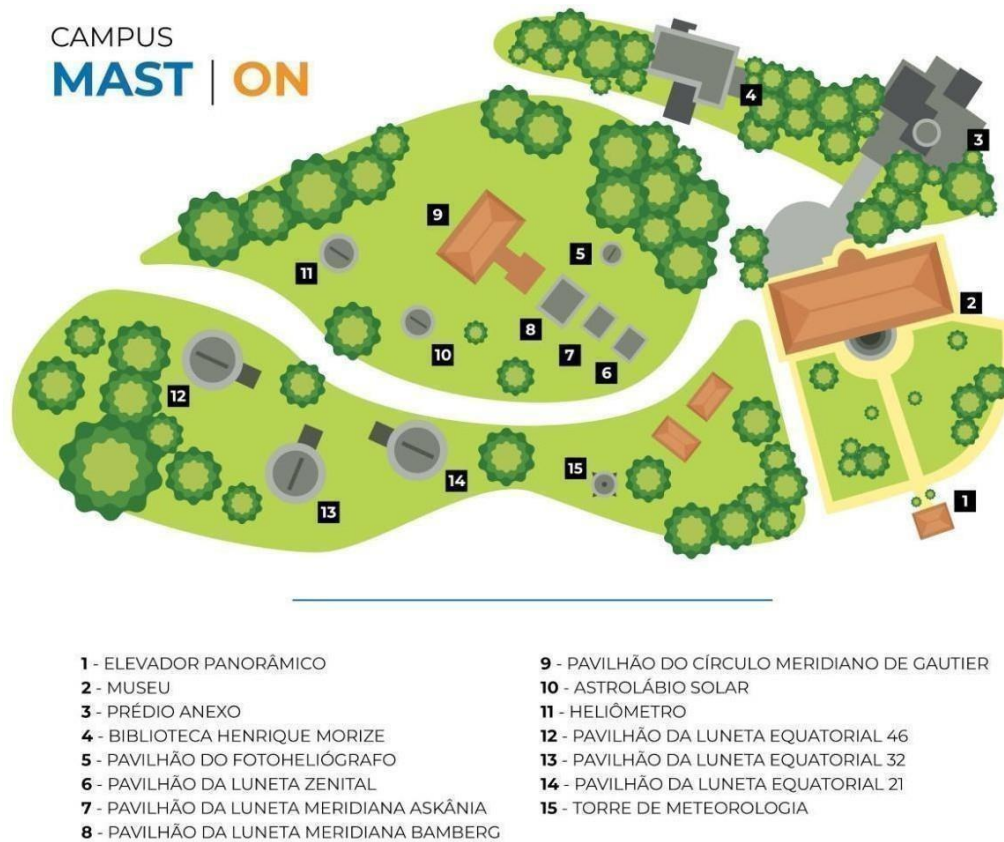 CAMPUS
MAST | ON
4
3
9
5
11
2
8
10
7
6
12
15
14
1
13
1 - ELEVADOR PANORÂMICO
2 - MUSEU
3 - PRÉDIO ANEXO
4 - BIBLIOTECA HENRIQUE MORIZE
5 - PAVILHÃO DO FOTOHELIÓGRAFO
6 - PAVILHÃO DA LUNETA ZENITAL
7 - PAVILHÃO DA LUNETA MERIDIANA ASKÂNIA
8 - PAVILHÃO DA LUNETA MERIDIANA BAMBERG
9 - PAVILHÃO DO CÍRCULO MERIDIANO DE GAUTIER
10 - ASTROLÁBIO SOLAR
11 - HELIÔMETRO
12 - PAVILHÃO DA LUNETA EQUATORIAL 46
13 - PAVILHÃO DA LUNETA EQUATORIAL 32
14 - PAVILHÃO DA LUNETA EQUATORIAL 21
15 - TORRE DE METEOROLOGIA